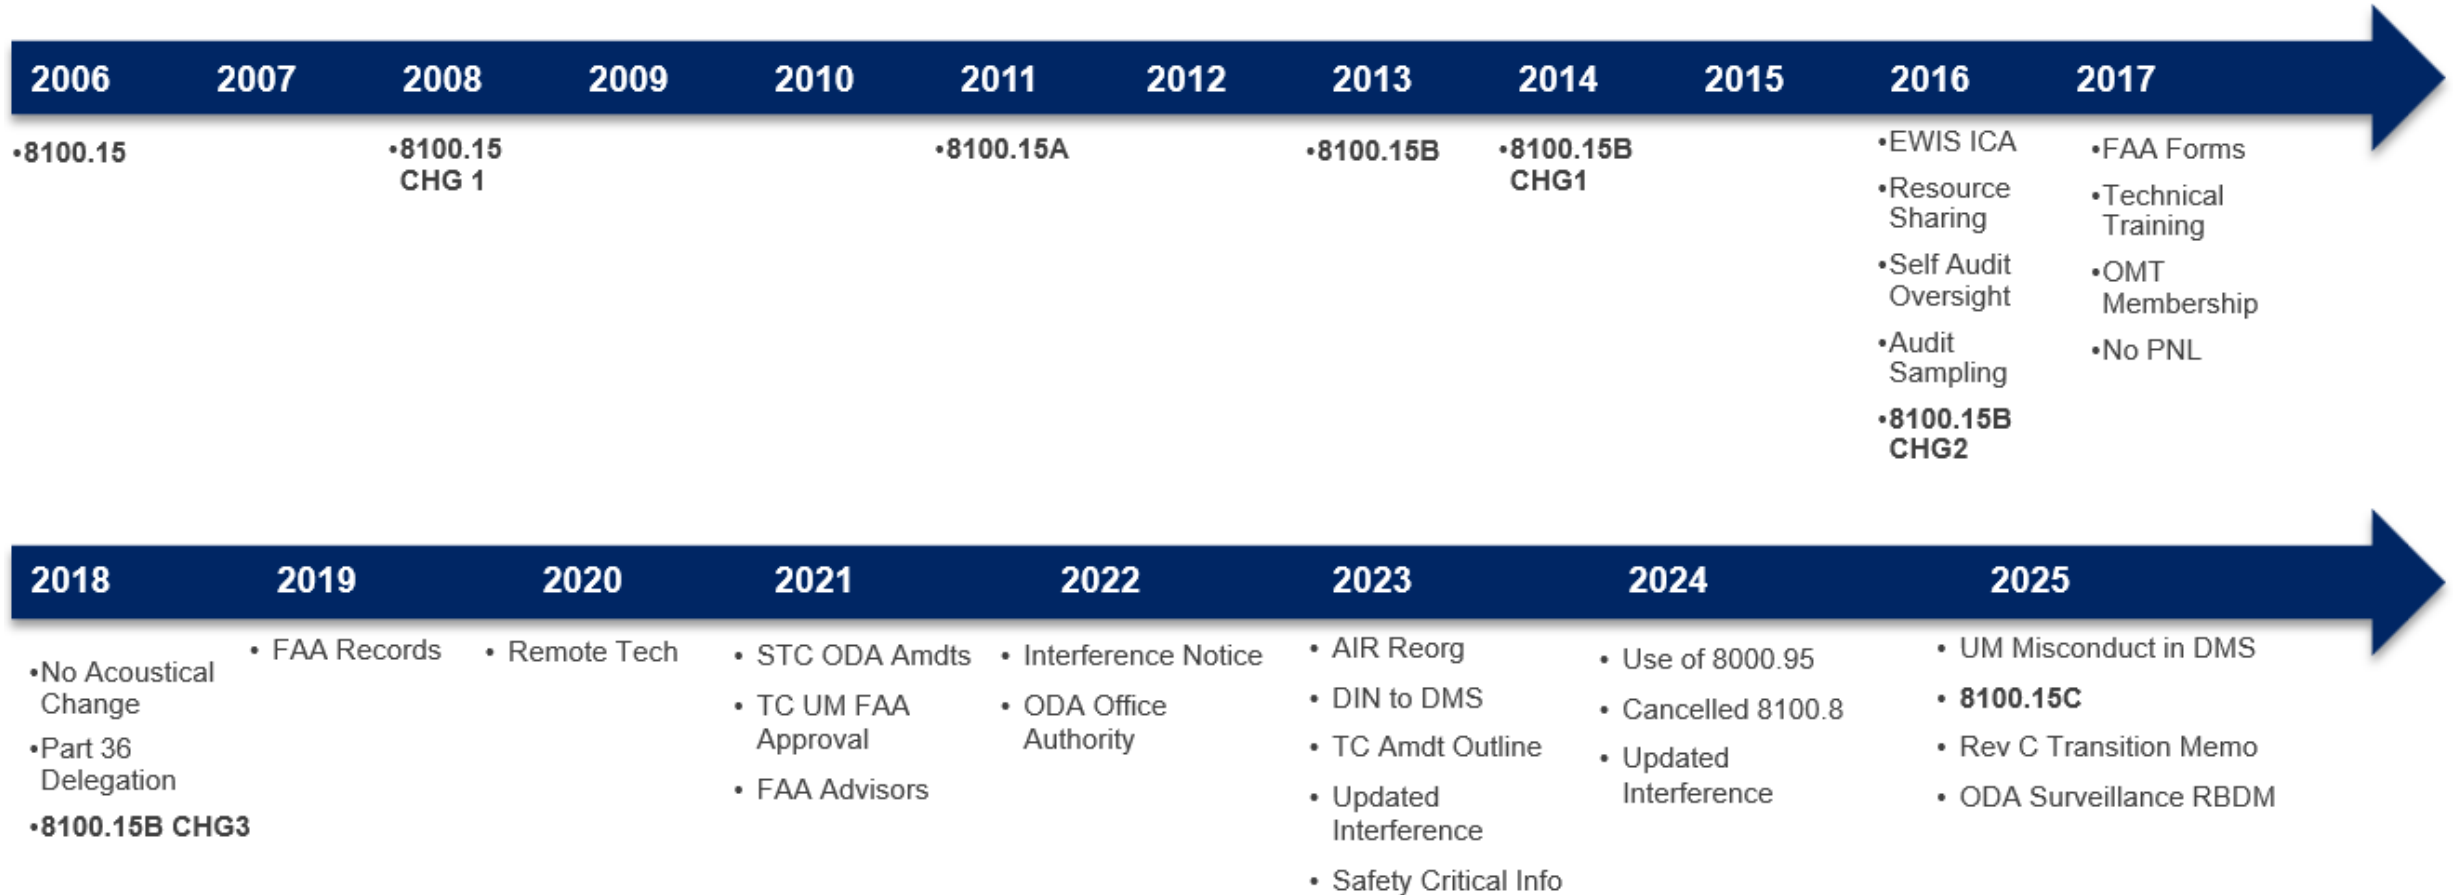 2006 2007 2008 2009 2010 2011 2012 2013 2014 2015 2016 2017
•8100.15
•8100.15
CHG 1
•8100.15A
•8100.15B
•8100.15B
CHG1
•EWIS ICA
•Resource
Sharing
•Self Audit
Oversight
•Audit
Sampling
•8100.15B
CHG2
•FAA Forms
•Technical
Training
•OMT
Membership
•No PNL
2018 2019 2020 2021 2022 2023 2024 2025
•No Acoustical
Change
•Part 36
Delegation
•8100.15B CHG3
• FAA Records
• Remote Tech
• STC ODA Amdts
• TC UM FAA
Approval
• FAA Advisors
• Interference Notice
• ODA Office
Authority
• AIR Reorg
• DIN to DMS
• TC Amdt Outline
• Updated
Interference
• Safety Critical Info
• Use of 8000.95
• Cancelled 8100.8
• Updated
Interference
• UM Misconduct in DMS
• 8100.15C
• Rev C Transition Memo
• ODA Surveillance RBDM